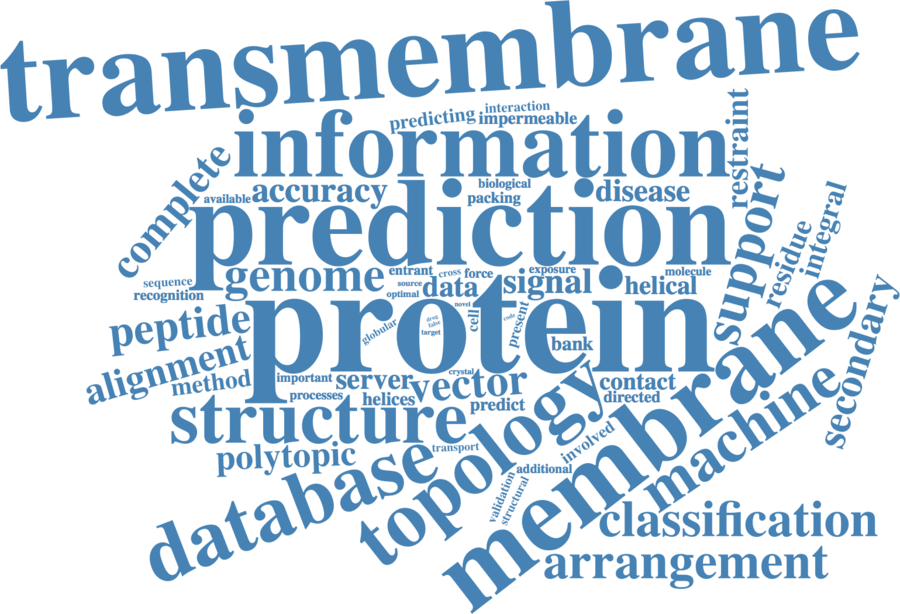 transmembrane
interaction
predicting
impermeable
information
restraint
complete
biological
available
accuracy
packing
disease
support
prediction
integral
residue
genome
entrant
cross
force
exposure
molecule
sequence
source
data
signal
helical
recognition
optimal
novel
protein
peptide
globular
drug
false
target
cell
code
present
bank
secondary
alignment
method
important
server
crystal
vector
contact
processes
helices
predict
directed
membrane
machine
structure
topology
polytopic
transport
involved
database
additional
validation
structural
classification
arrangement